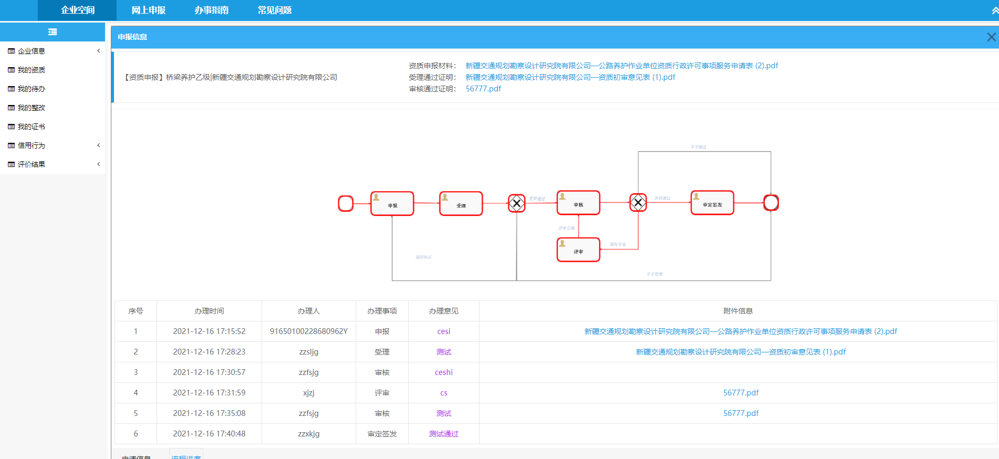 企业空间 网上申报 办事指南 常见问题
申报信息
企业信息
我的资质
我的待办
我的整改
我的证书
信用行为
评价结果
【资质申报】桥梁养护乙级|新疆交通规划勘察设计研究院有限公司
资质申报材料： 新疆交通规划勘察设计研究院有限公司—公路养护作业单位资质行政许可事项服务申请表 (2).pdf
受理通过证明： 新疆交通规划勘察设计研究院有限公司—资质初审意见表 (1).pdf
审核通过证明： 56777.pdf
不予通过
申报
受理
受理通过
审核
审核通过
审定签发
评审完成
评审
委托专家
退回补正
不予受理
序号 办理时间 办理人 办理事项 办理意见 附件信息
1 2021-12-16 17:15:52 91650100228680962Y 申报 cesi 新疆交通规划勘察设计研究院有限公司—公路养护作业单位资质行政许可事项服务申请表 (2).pdf
2 2021-12-16 17:28:23 zzsljg 受理 测试 新疆交通规划勘察设计研究院有限公司—资质初审意见表 (1).pdf
3 2021-12-16 17:30:57 zzfsjg 审核 ceshi
4 2021-12-16 17:31:59 xjzj 评审 cs 56777.pdf
5 2021-12-16 17:35:08 zzfsjg 审核 测试 56777.pdf
6 2021-12-16 17:40:48 zzxkjg 审定签发 测试通过
申请信息 流程进度